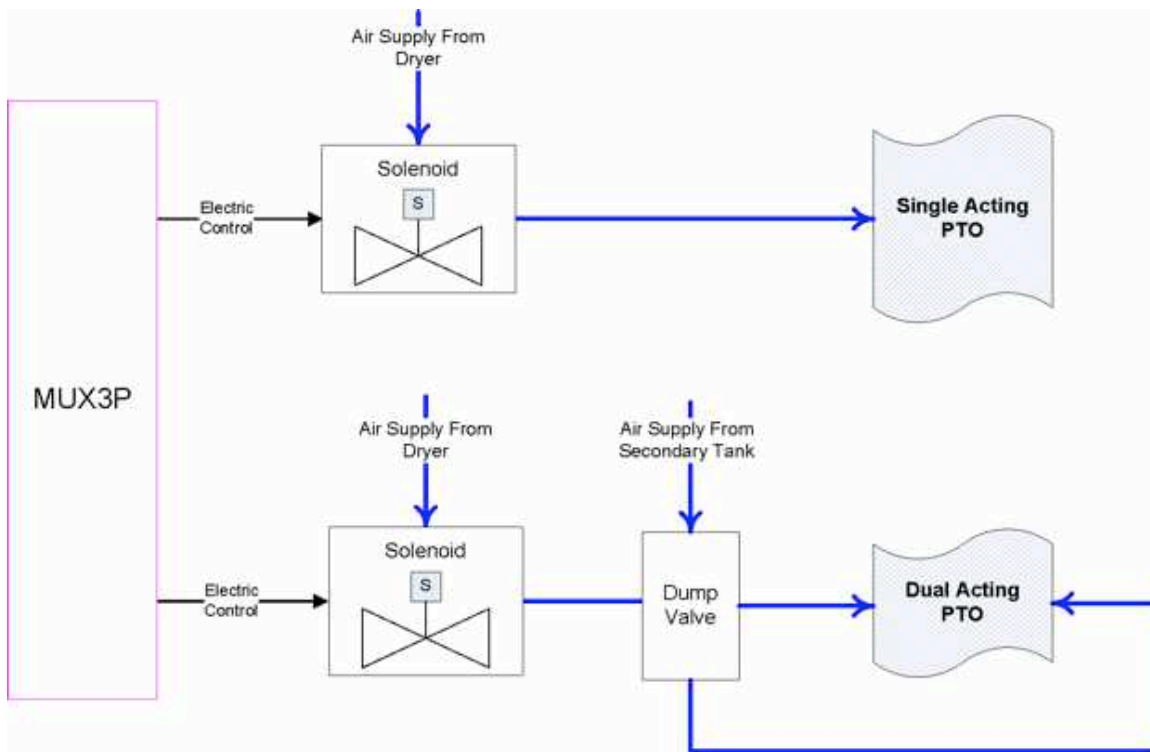 Air Supply From
Dryer
Solenoid
S
Electric
Control
Single Acting
PTO
MUX3P
Air Supply From
Dryer
Air Supply From
Secondary Tank
Solenoid
S
Electric
Control
Dump
Valve
Dual Acting
PTO